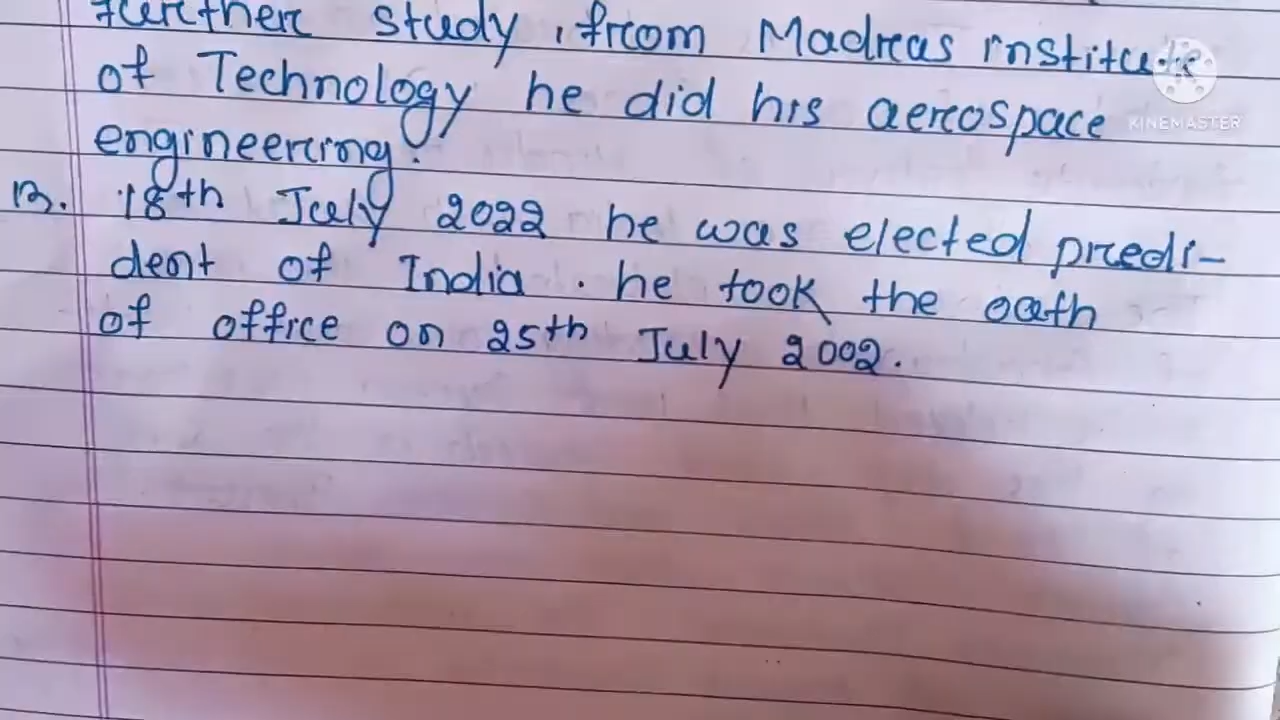 further study, from Madras institute
of Technology he did his aerospace
KINEMASTER
engineering.
13. 18th July 2022 he was elected predi-
dent of India. he took the oath
of office on 25th July 2002.